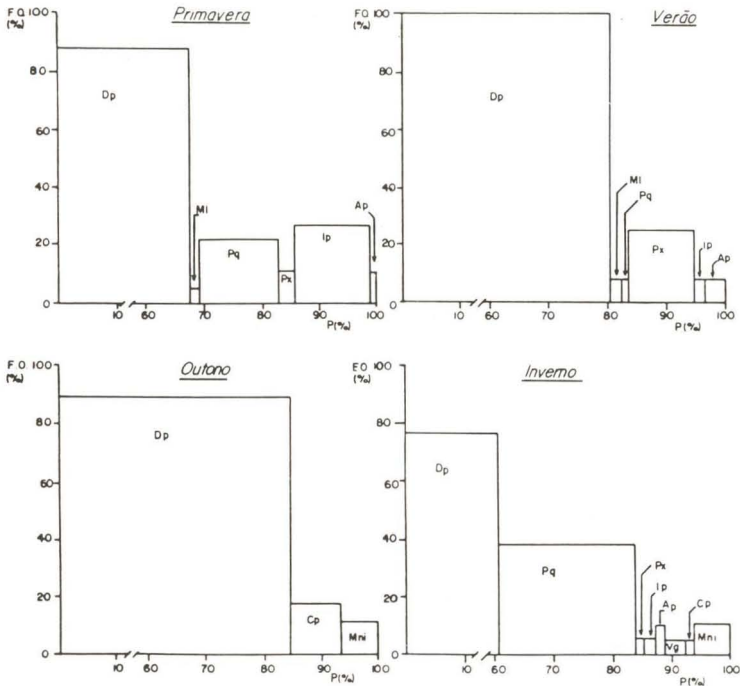 F.O.100 Primavera
(%)
80
Dp
60
40
Ap
Ml
20
Pq Ip
Px
0
10 60 70 80 90 100
P(%)
FO.100 Verão
(%)
80
Dp
60
40
Ml
Pq
20
Px Ip
Ap
0
10 70 80 90 100
P(%)
F.O.100 Outono
(%)
80
Dp
60
40
20
Cp
Mni
0
10 60 70 80 90 100
P(%)
F.O.100 Inverno
(%)
80
Dp
60
40
Pq
Px
Ip
20
Ap Cp
Vg Mni
0
10 60 70 80 90 100
P(%)